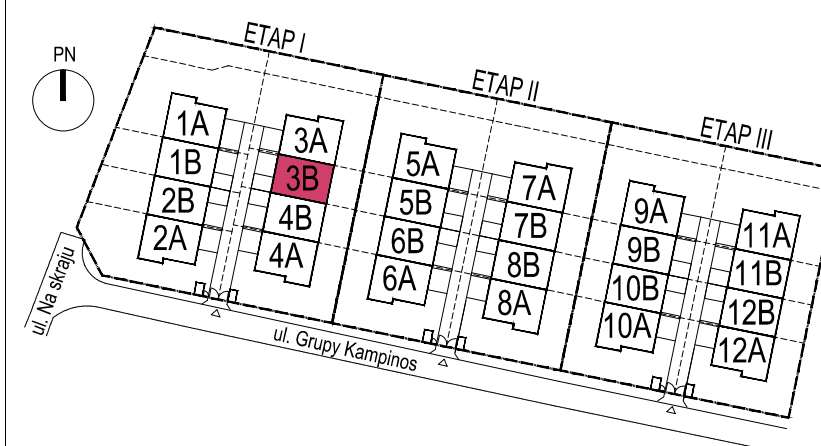 PN
ETAP I
ETAP II
ETAP III
1A
1B
2B
2A
3A
3B
4B
4A
5A
5B
6B
6A
7A
7B
8B
8A
9A
9B
10B
10A
11A
11B
12B
12A
ul. Na skraju
ul. Grupy Kampinos